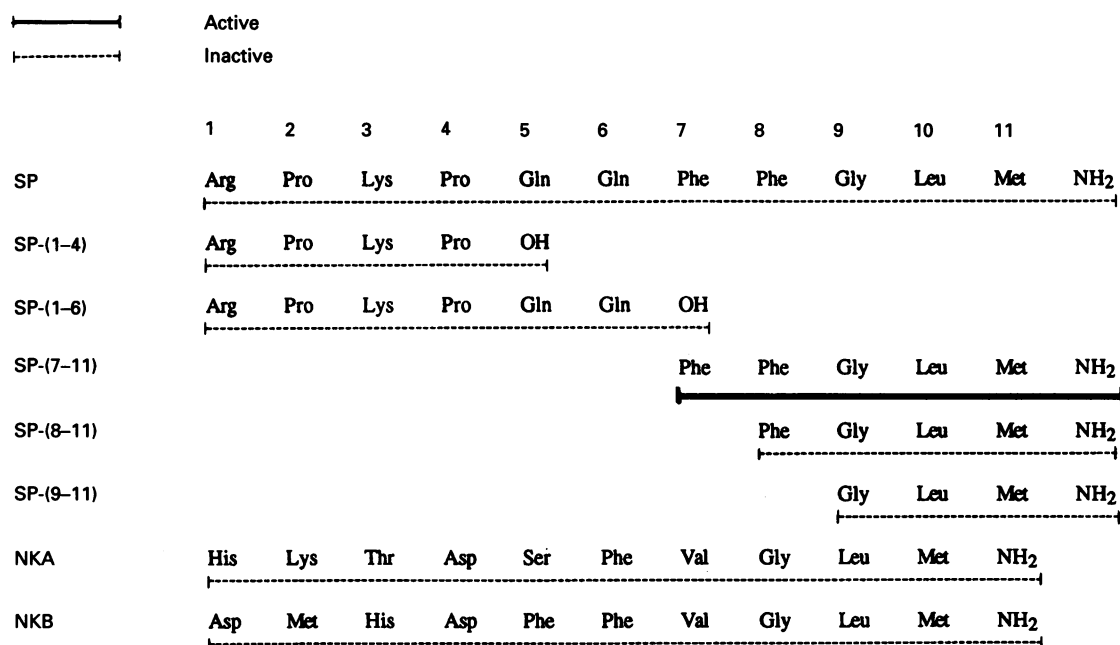 Active
Inactive
1 2 3 4 5 6 7 8 9 10 11
SP Arg Pro Lys Pro Gln Gln Phe Phe Gly Leu Met NH2
SP-(1–4) Arg Pro Lys Pro OH
SP-(1–6) Arg Pro Lys Pro Gln Gln OH
SP-(7–11) Phe Phe Gly Leu Met NH2
SP-(8–11) Phe Gly Leu Met NH2
SP-(9–11) Gly Leu Met NH2
NKA His Lys Thr Asp Ser Phe Val Gly Leu Met NH2
NKB Asp Met His Asp Phe Phe Val Gly Leu Met NH2